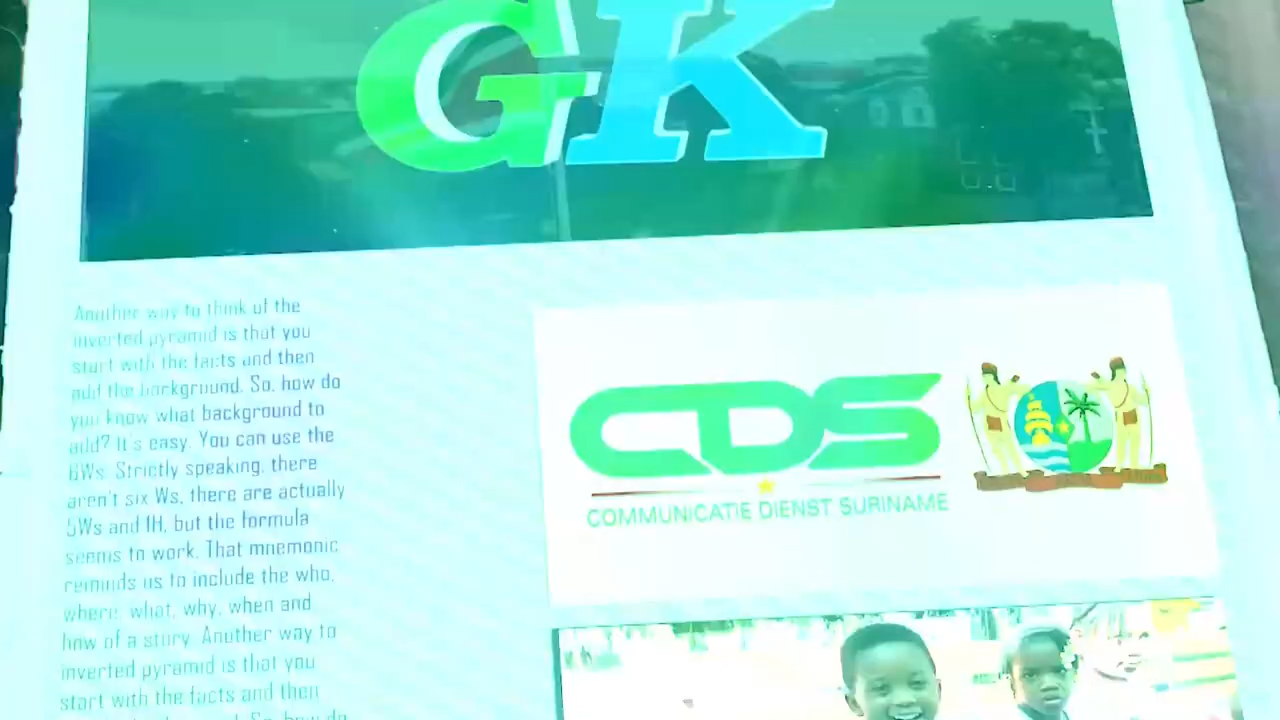 GK
Another way to think of the
inverted pyramid is that you
start with the facts and then
add the background. So, how do
you know what background to
add? It's easy. You can use the
6Ws. Strictly speaking, there
aren't six Ws, there are actually
5Ws and 1H, but the formula
seems to work. That mnemonic
reminds us to include the who,
where, what, why, when and
how of a story. Another way to
inverted pyramid is that you
start with the facts and then
CDS
COMMUNICATIE DIENST SURINAME